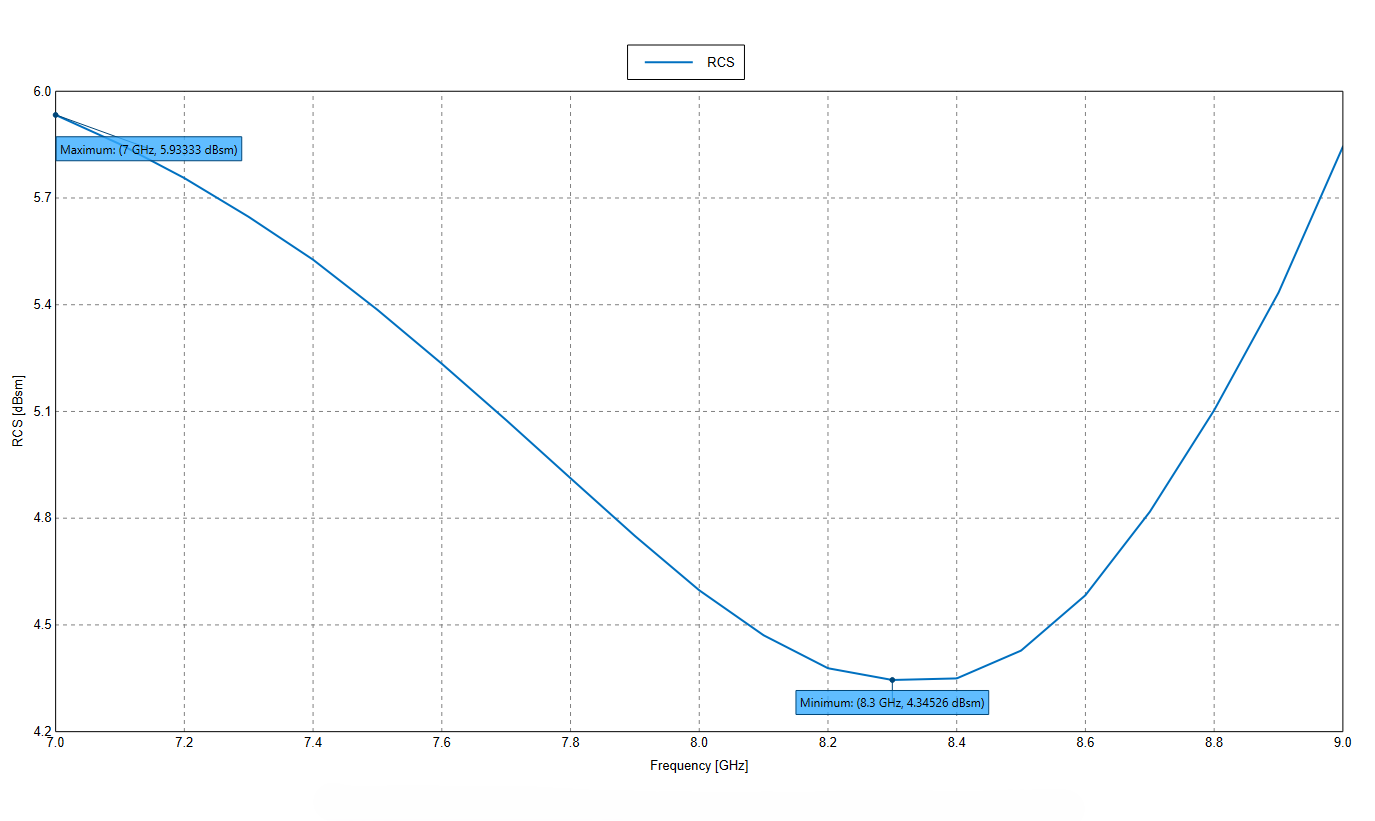 RCS
6.0
Maximum: (7 GHz, 5.93333 dBsm)
5.7
5.4
RCS [dBsm]
5.1
4.8
4.5
Minimum: (8.3 GHz, 4.34526 dBsm)
4.2
7.0 7.2 7.4 7.6 7.8 8.0 8.2 8.4 8.6 8.8 9.0
Frequency [GHz]